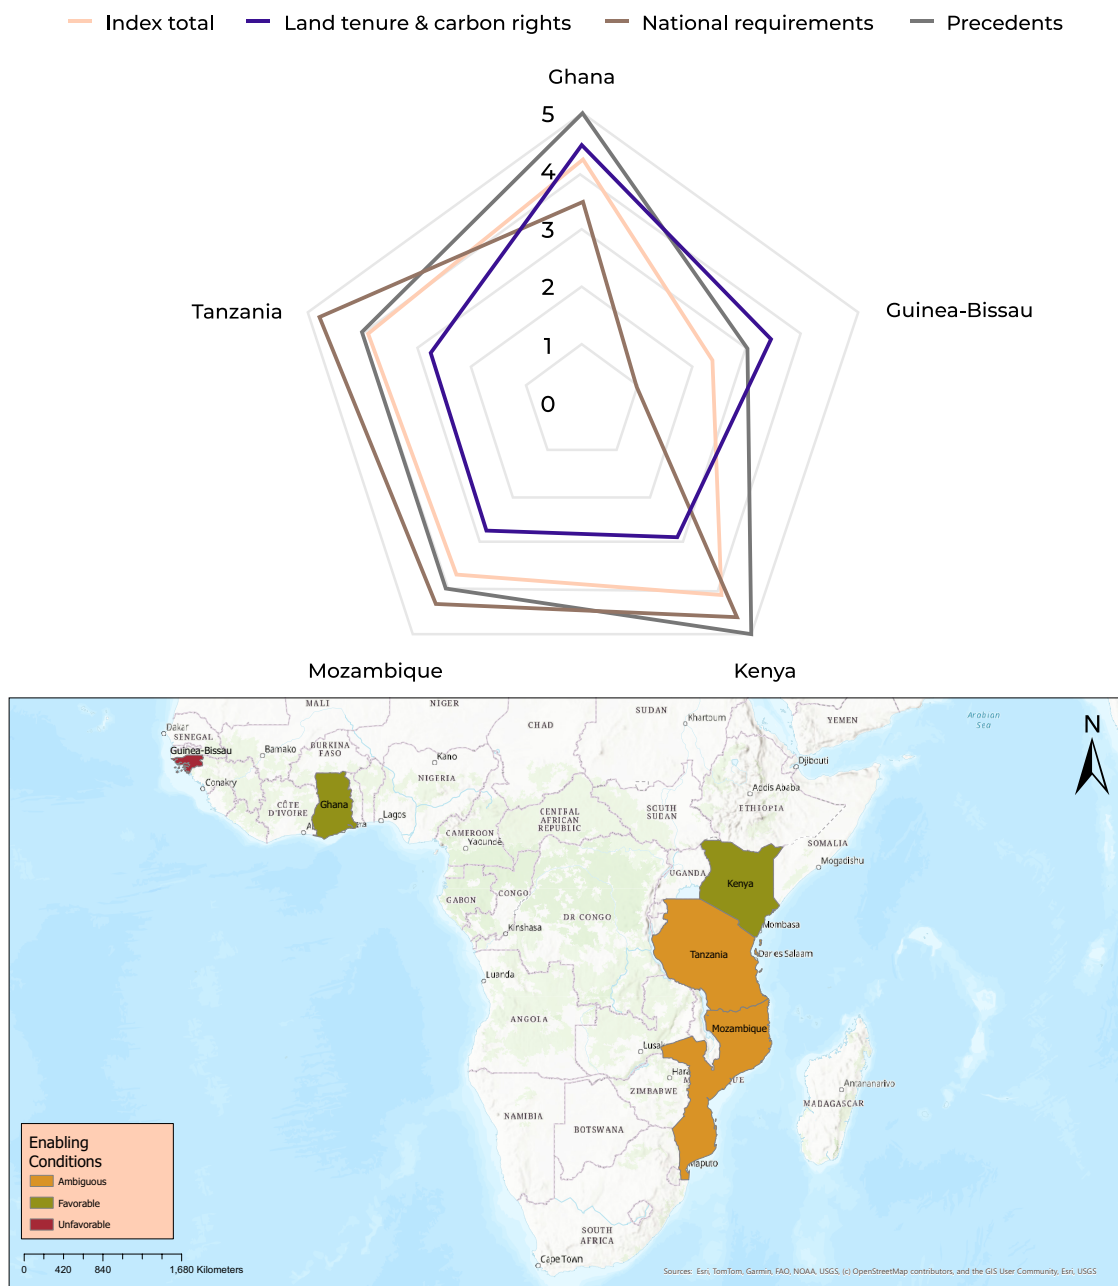 Index total Land tenure & carbon rights National requirements Precedents
Ghana
5
4
3
2
1
0
Tanzania
Guinea-Bissau
Mozambique
Kenya
MALI
NIGER
SUDAN
Khartoum
YEMEN
Arabian
Sea
N
Dakar
SENEGAL
CHAD
Guinea-Bissau
Bamako
BURKINA
FASO
Kano
NIGERIA
Djibouti
Conakry
Addis Ababa
CÔTE
D'IVOIRE
Ghana
Lagos
CENTRAL
AFRICAN
REPUBLIC
SOUTH
SUDAN
ETHIOPIA
CAMEROON
Yaoundé
SOMALIA
Mogadishu
UGANDA
Kenya
GABON
CONGO
DR CONGO
Kinshasa
Mombasa
Tanzania
Dar es Salaam
Luanda
ANGOLA
Mozambique
Lusak
Hara
M
QUE
ZIMBABWE
Antananarivo
MADAGASCAR
NAMIBIA
BOTSWANA
Maputo
SOUTH
AFRICA
Cape Town
Enabling
Conditions
Ambiguous
Favorable
Unfavorable
0 420 840 1,680 Kilometers
Sources: Esri, TomTom, Garmin, FAO, NOAA, USGS, (c) OpenStreetMap contributors, and the GIS User Community, Esri, USGS